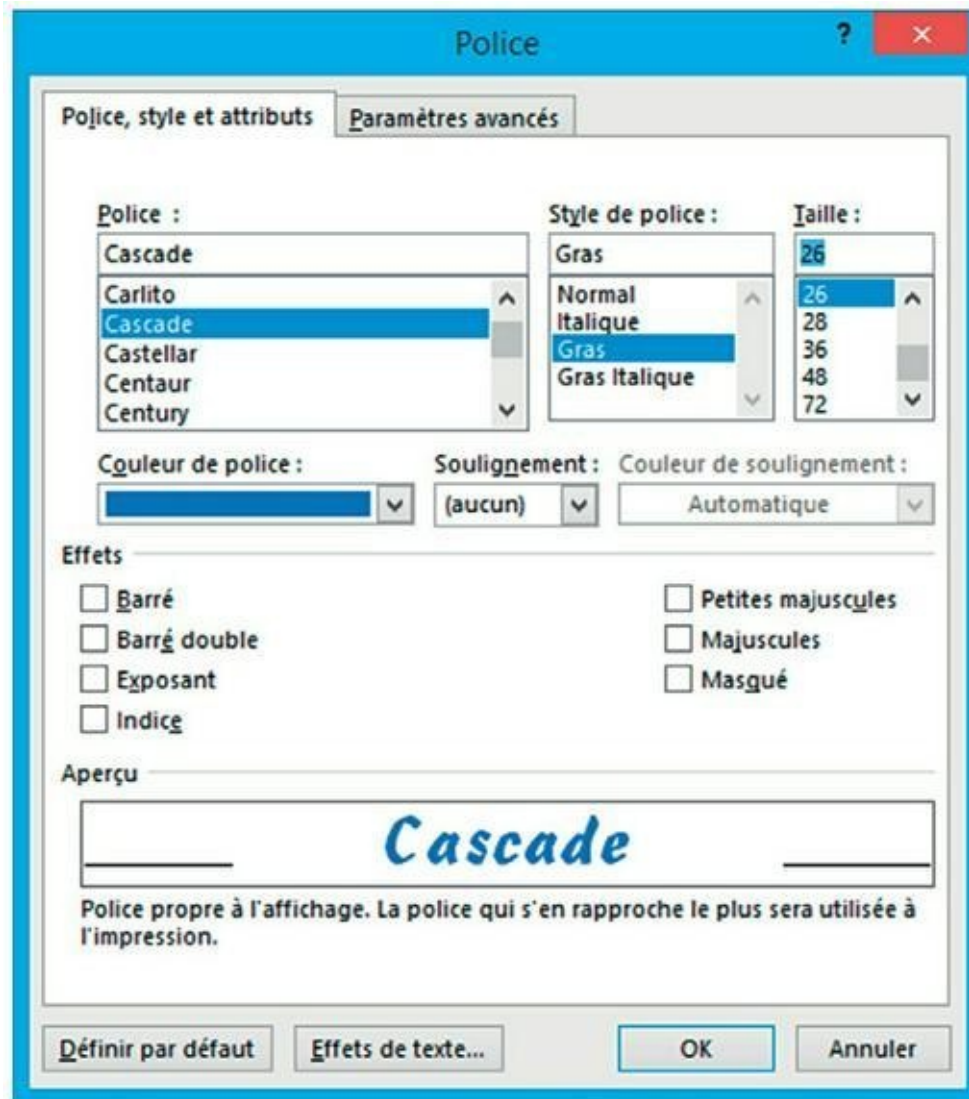 Police
?
Police, style et attributs
Paramètres avancés
Police :
Style de police :
Taille :
Cascade
Gras
26
Carlito
Cascade
Castellar
Centaur
Century
Normal
Italique
Gras
Gras Italique
26
28
36
48
72
Couleur de police :
Soulignement :
Couleur de soulignement :
(aucun)
Automatique
Effets
Barré
Barré double
Exposant
Indice
Petites majuscules
Majuscules
Masqué
Aperçu
Cascade
Police propre à l'affichage. La police qui s'en rapproche le plus sera utilisée à
l'impression.
Définir par défaut
Effets de texte...
OK
Annuler